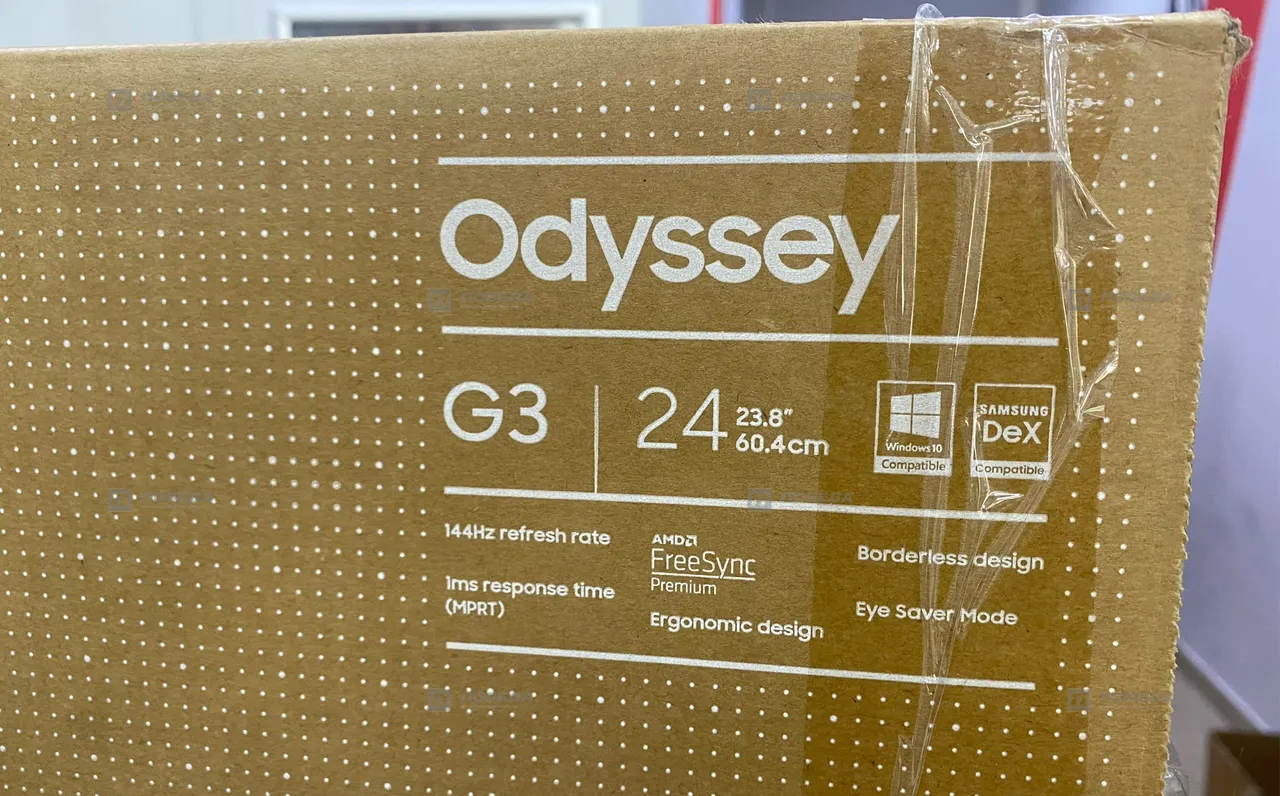 Odyssey
G3
24
23.8"
60.4cm
Windows 10
Compatible
SAMSUNG
DeX
Compatible
144Hz refresh rate
1ms response time
(MPRT)
AMD
FreeSync
Premium
Ergonomic design
Borderless design
Eye Saver Mode